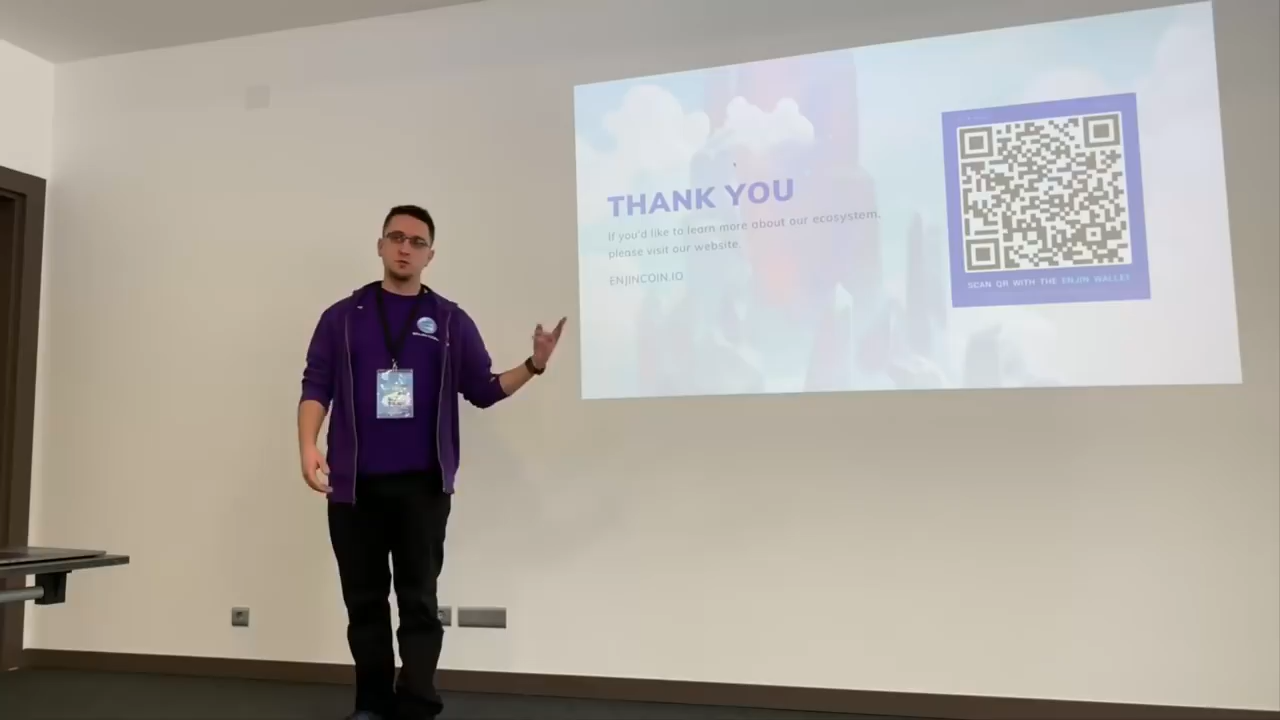 THANK YOU
If you'd like to learn more about our ecosystem,
please visit our website.
ENJINCOIN.IO
SCAN QR WITH THE ENJIN WALLET